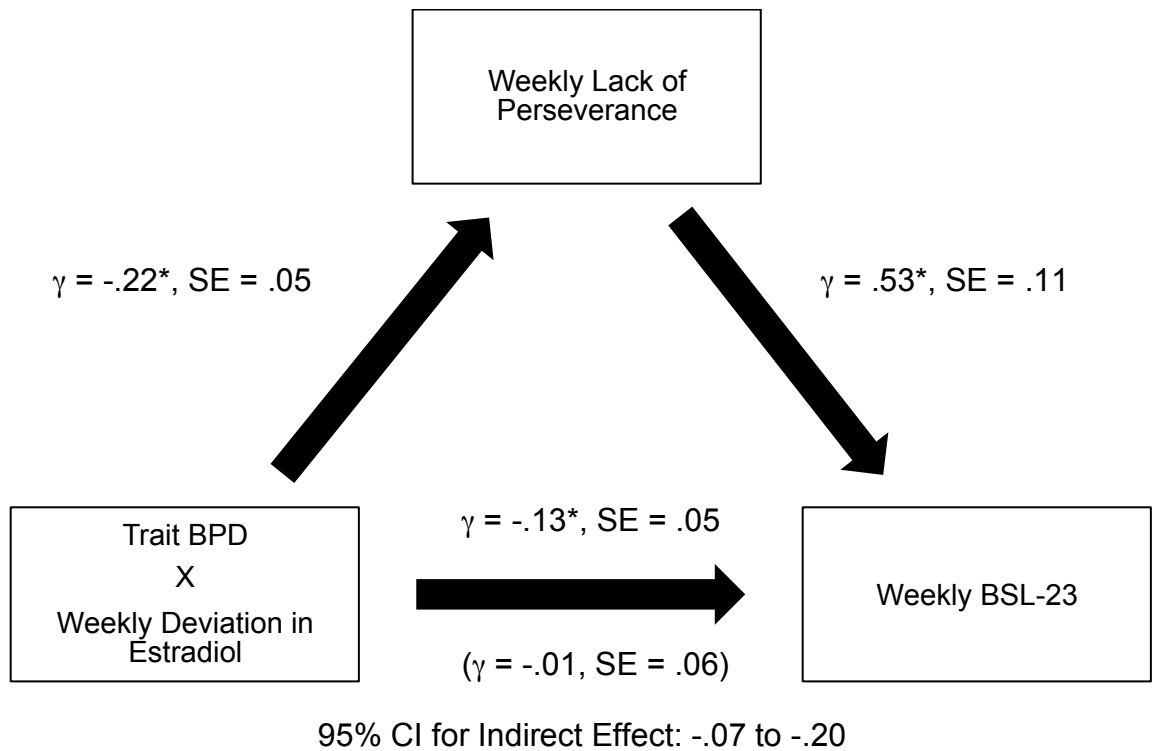 Weekly Lack of
Perseverance
γ = -.22*, SE = .05
γ = .53*, SE = .11
Trait BPD
X
Weekly Deviation in
Estradiol
γ = -.13*, SE = .05
(γ = -.01, SE = .06)
Weekly BSL-23
95% CI for Indirect Effect: -.07 to -.20